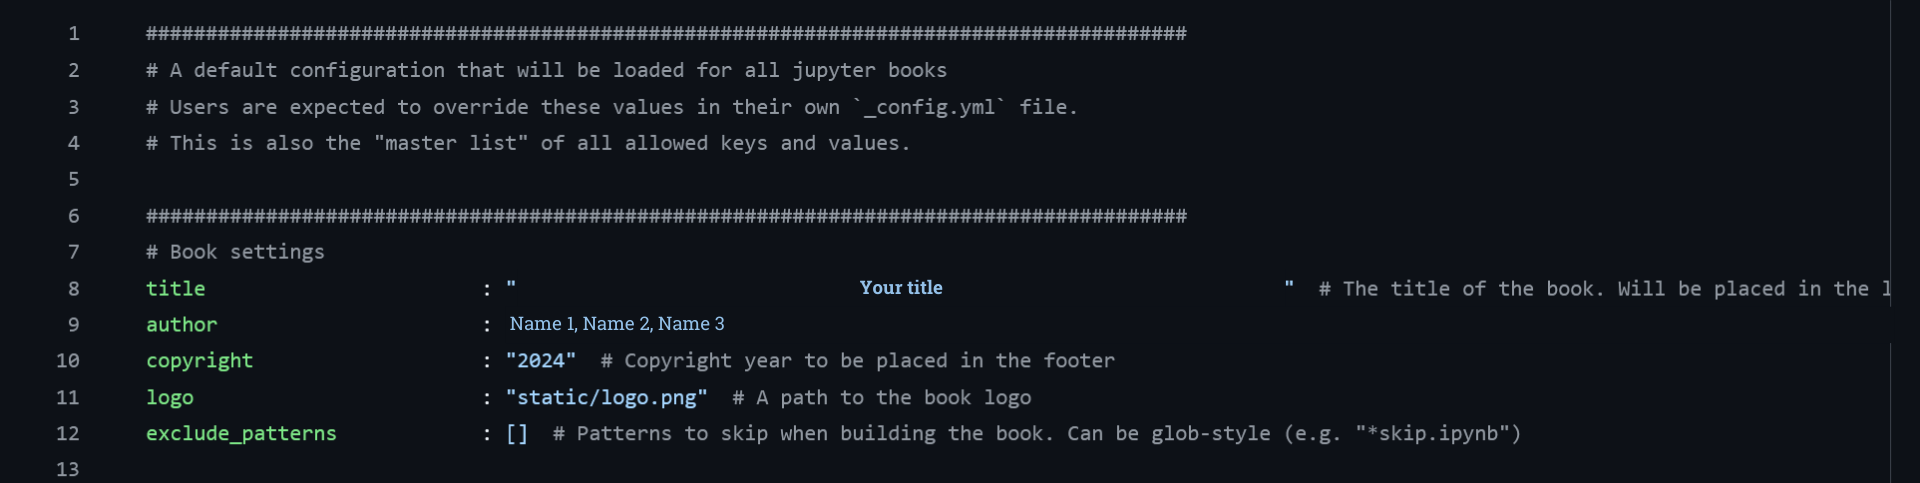 1 #######################################################################################
2 # A default configuration that will be loaded for all jupyter books
3 # Users are expected to override these values in their own `_config.yml` file.
4 # This is also the "master list" of all allowed keys and values.
5
6 #######################################################################################
7 # Book settings
8 title : " Your title " # The title of the book. Will be placed in the l
9 author : Name 1, Name 2, Name 3
10 copyright : "2024" # Copyright year to be placed in the footer
11 logo : "static/logo.png" # A path to the book logo
12 exclude_patterns : [] # Patterns to skip when building the book. Can be glob-style (e.g. "*skip.ipynb")
13